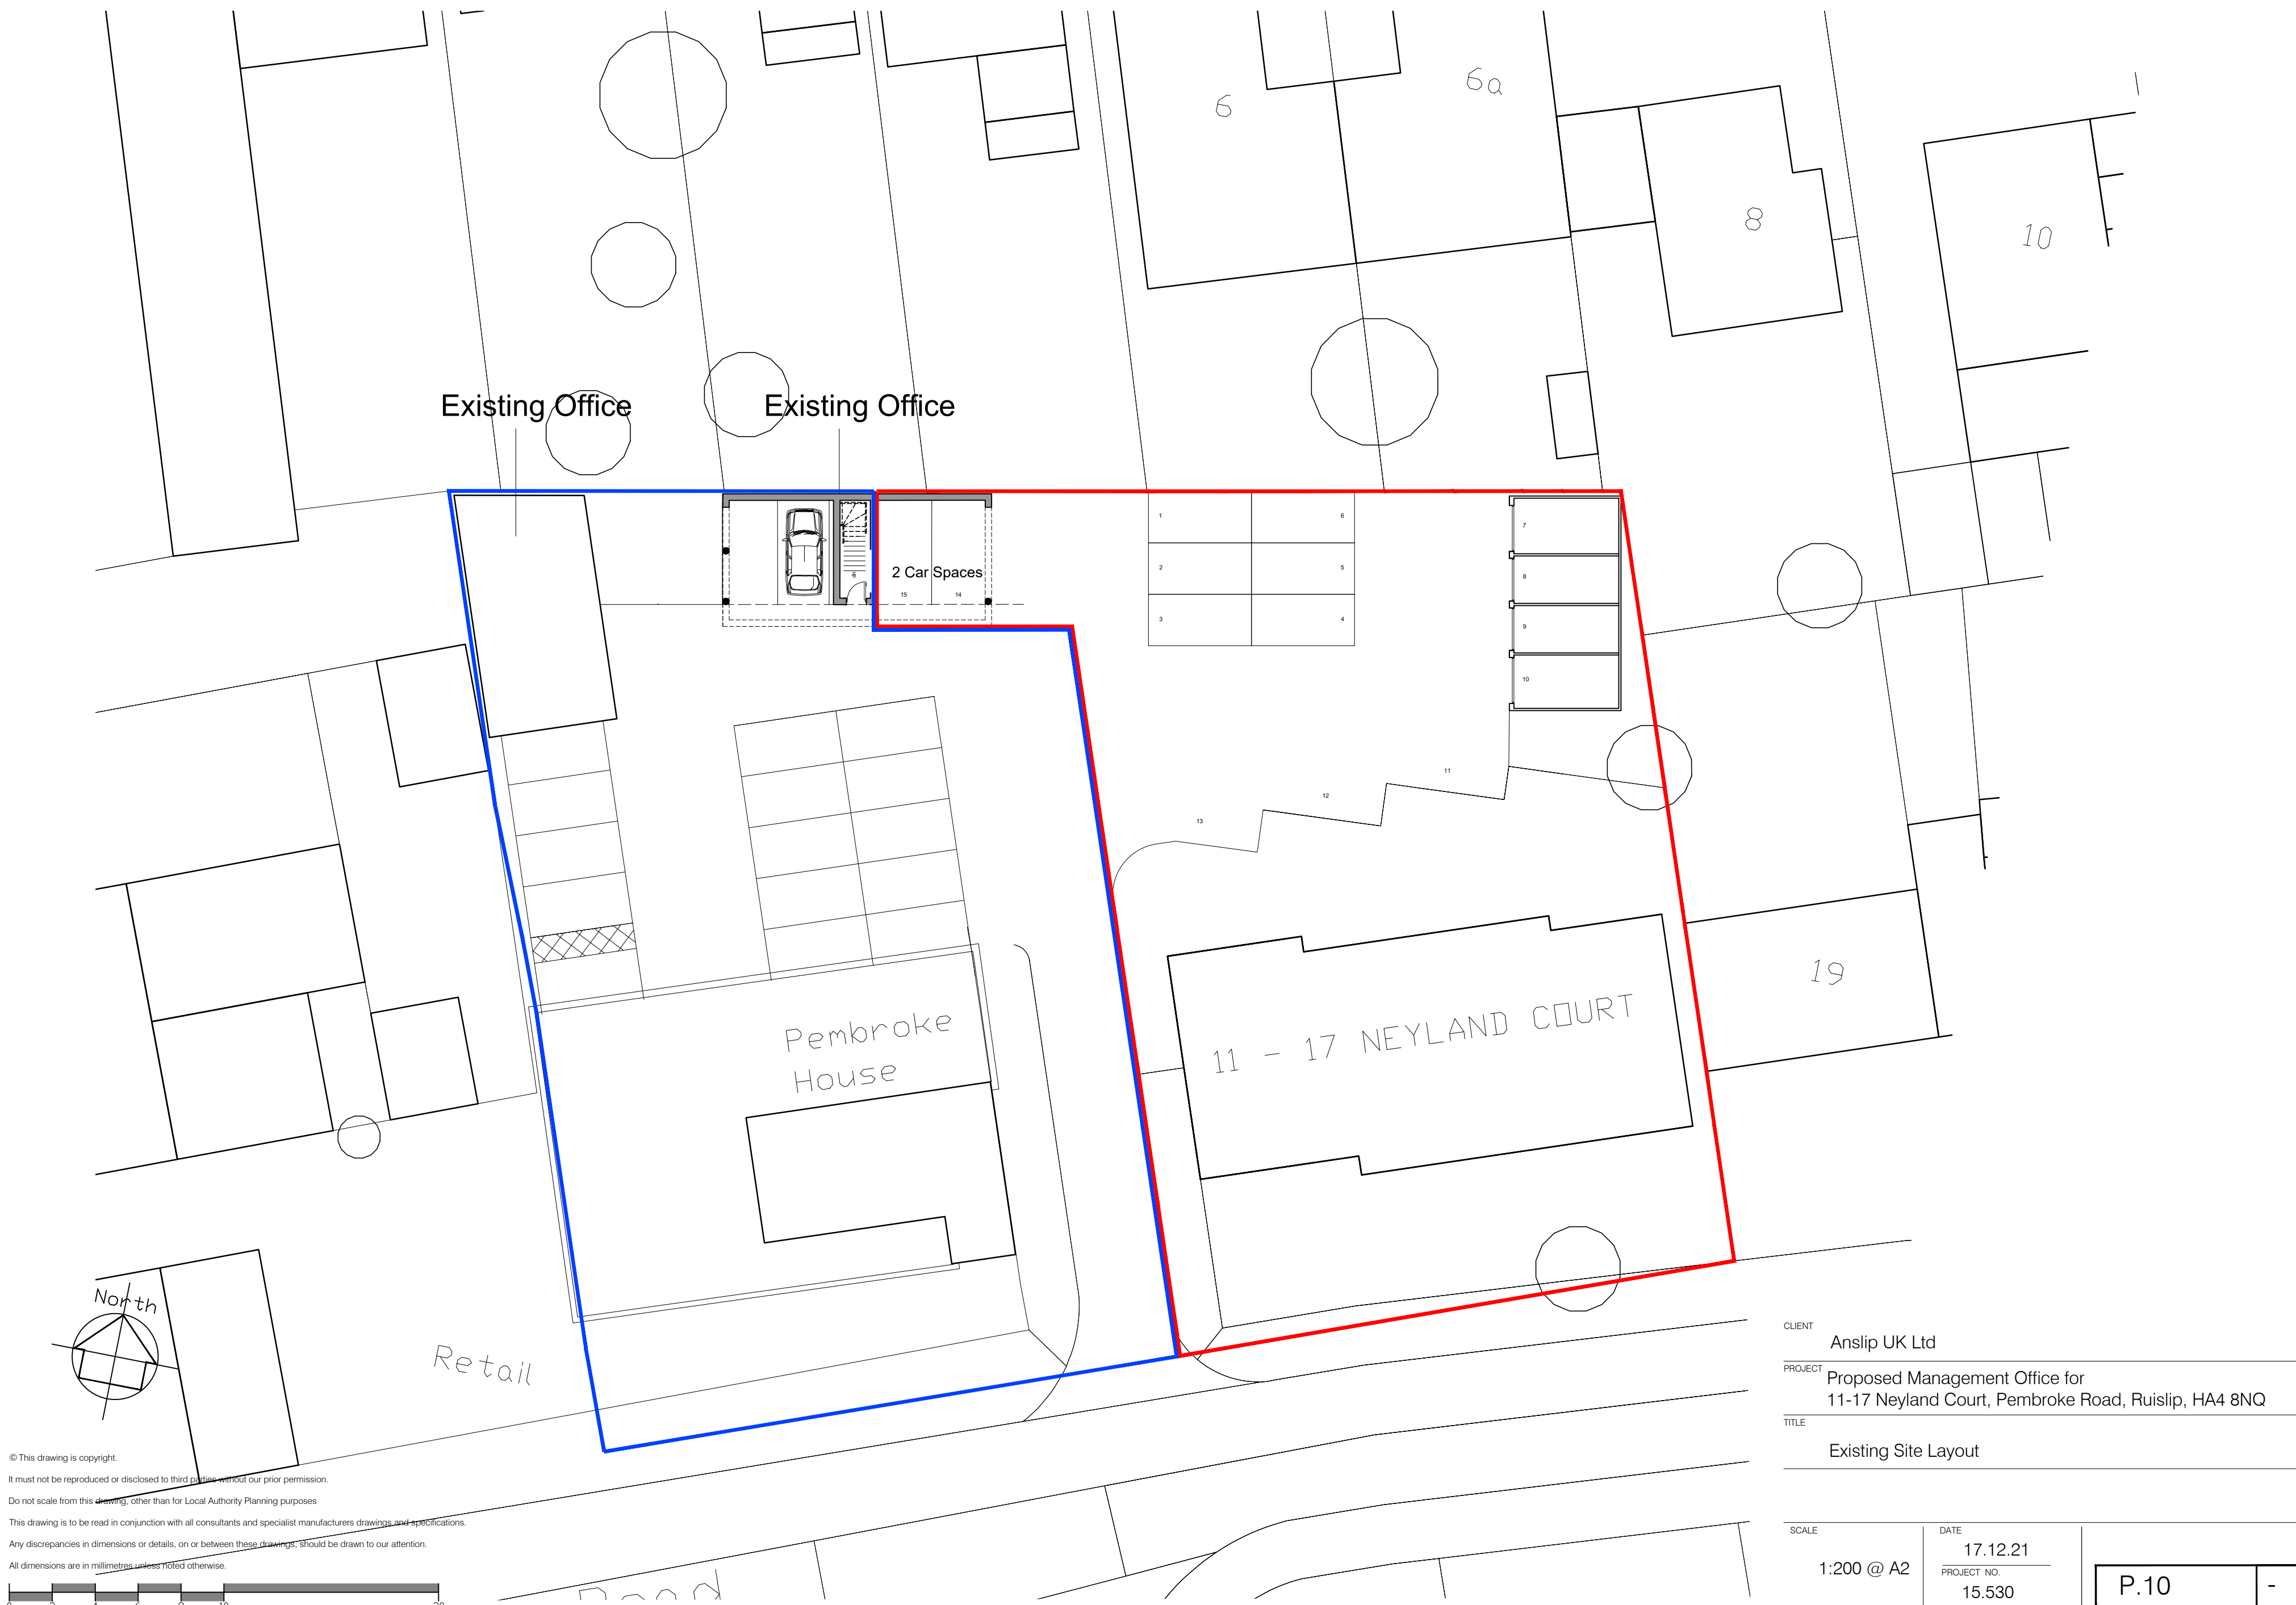 6
6a
8
10
Existing Office
Existing Office
1
6
2
5
3
4
7
8
9
10
2 Car Spaces
15
14
11
12
13
Pembroke
House
11 - 17 NEYLAND COURT
19
North
Retail
Road
CLIENT
Anslip UK Ltd
PROJECT
Proposed Management Office for
11-17 Neyland Court, Pembroke Road, Ruislip, HA4 8NQ
TITLE
Existing Site Layout
SCALE
1:200 @ A2
DATE
17.12.21
PROJECT NO.
15.530
P.10
-
© This drawing is copyright.
It must not be reproduced or disclosed to third parties without our prior permission.
Do not scale from this drawing, other than for Local Authority Planning purposes
This drawing is to be read in conjunction with all consultants and specialist manufacturers drawings and specifications.
Any discrepancies in dimensions or details, on or between these drawings, should be drawn to our attention.
All dimensions are in millimetres unless noted otherwise.